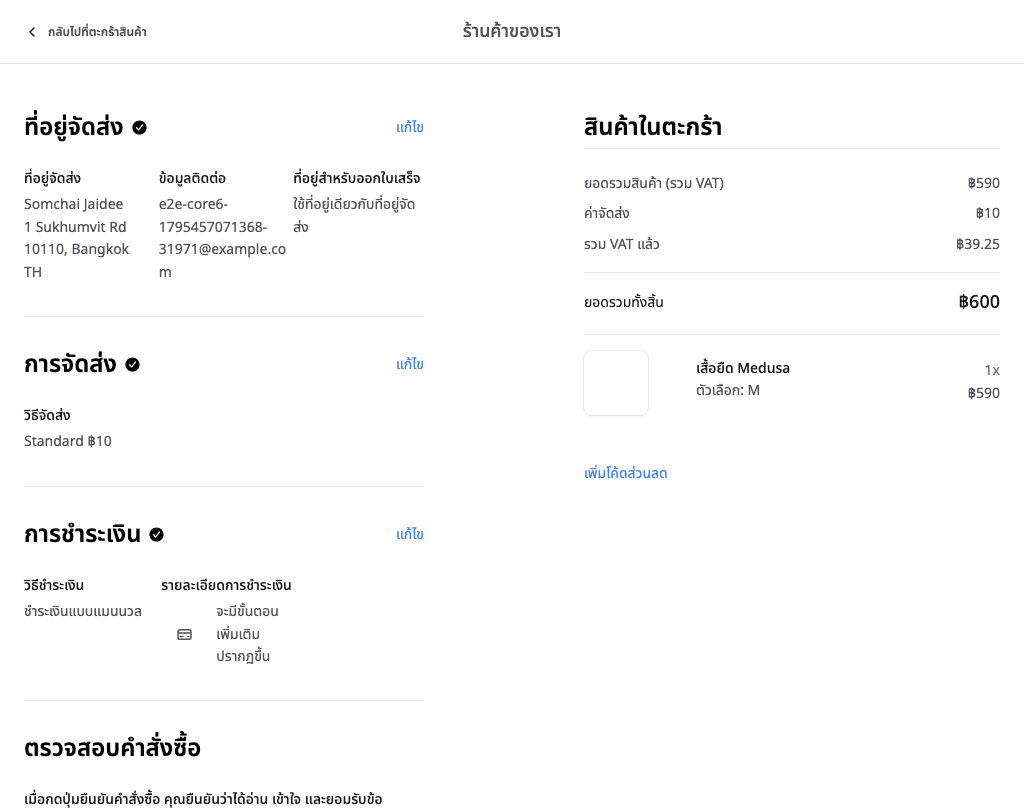 กลับไปที่ตะกร้าสินค้า
ร้านค้าของเรา
ที่อยู่จัดส่ง
แก้ไข
ที่อยู่จัดส่ง
Somchai Jaidee
1 Sukhumvit Rd
10110, Bangkok
TH
ข้อมูลติดต่อ
e2e-core6-
1795457071368-
31971@example.co
m
ที่อยู่สำหรับออกใบเสร็จ
ใช้ที่อยู่เดียวกับที่อยู่จัด
ส่ง
การจัดส่ง
แก้ไข
วิธีจัดส่ง
Standard ฿10
การชำระเงิน
แก้ไข
วิธีชำระเงิน
ชำระเงินแบบแมนนวล
รายละเอียดการชำระเงิน
จะมีขั้นตอน
เพิ่มเติม
ปรากฏขึ้น
ตรวจสอบคำสั่งซื้อ
เมื่อกดปุ่มยืนยันคำสั่งซื้อ คุณยืนยันว่าได้อ่าน เข้าใจ และยอมรับข้อ
สินค้าในตะกร้า
ยอดรวมสินค้า (รวม VAT) ฿590
ค่าจัดส่ง ฿10
รวม VAT แล้ว ฿39.25
ยอดรวมทั้งสิ้น ฿600
เสื้อยืด Medusa 1x
ตัวเลือก: M ฿590
เพิ่มโค้ดส่วนลด